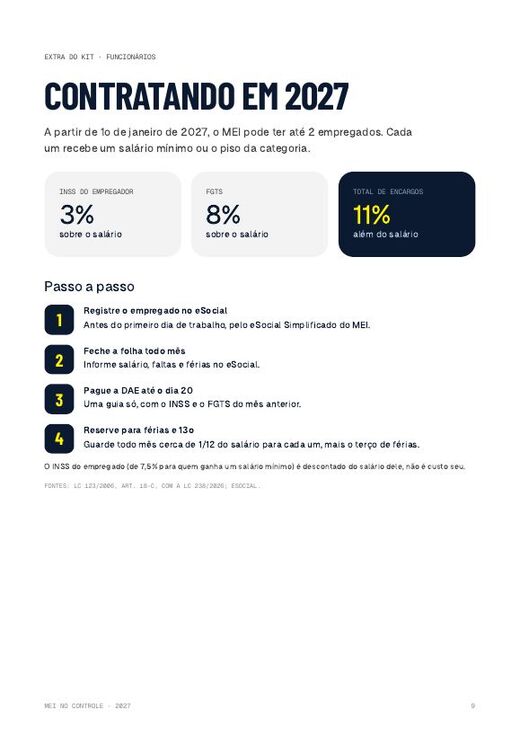 EXTRA DO KIT · FUNCIONÁRIOS
CONTRATANDO EM 2027
A partir de 1o de janeiro de 2027, o MEI pode ter até 2 empregados. Cada
um recebe um salário mínimo ou o piso da categoria.
INSS DO EMPREGADOR
3%
sobre o salário
FGTS
8%
sobre o salário
TOTAL DE ENCARGOS
11%
além do salário
Passo a passo
1
Registre o empregado no eSocial
Antes do primeiro dia de trabalho, pelo eSocial Simplificado do MEI.
2
Feche a folha todo mês
Informe salário, faltas e férias no eSocial.
3
Pague a DAE até o dia 20
Uma guia só, com o INSS e o FGTS do mês anterior.
4
Reserve para férias e 13o
Guarde todo mês cerca de 1/12 do salário para cada um, mais o terço de férias.
O INSS do empregado (de 7,5% para quem ganha um salário mínimo) é descontado do salário dele, não é custo seu.
FONTES: LC 123/2006, ART. 18-C, COM A LC 238/2026; ESOCIAL.
MEI NO CONTROLE · 2027
9